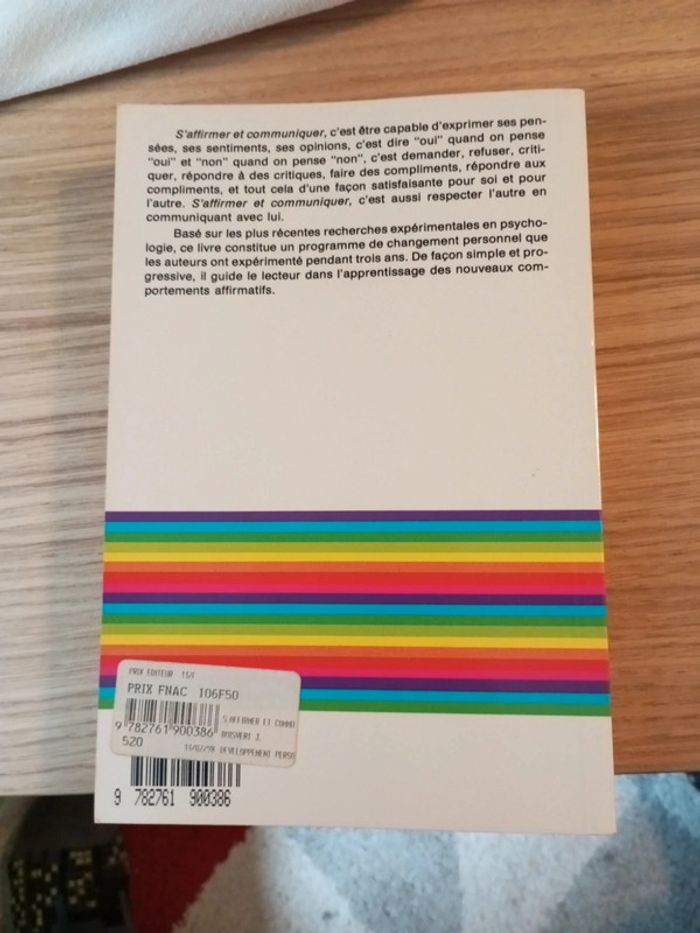 S'affirmer et communiquer, c'est être capable d'exprimer ses pen-
sées, ses sentiments, ses opinions, c'est dire "oui" quand on pense
"oui" et "non" quand on pense "non", c'est demander, refuser, criti-
quer, répondre à des critiques, faire des compliments, répondre aux
compliments, et tout cela d'une façon satisfaisante pour soi et pour
l'autre. S'affirmer et communiquer, c'est aussi respecter l'autre en
communiquant avec lui.
Basé sur les plus récentes recherches expérimentales en psycho-
logie, ce livre constitue un programme de changement personnel que
les auteurs ont expérimenté pendant trois ans. De façon simple et pro-
gressive, il guide le lecteur dans l'apprentissage des nouveaux com-
portements affirmatifs.
PRIX EDITEUR
PRIX FNAC 106F50
S.AFFIRMER ET COMMU
9 782761 900386
BOISVERT J.
520
DEVELOPPEMENT PERSO
9 782761 900386